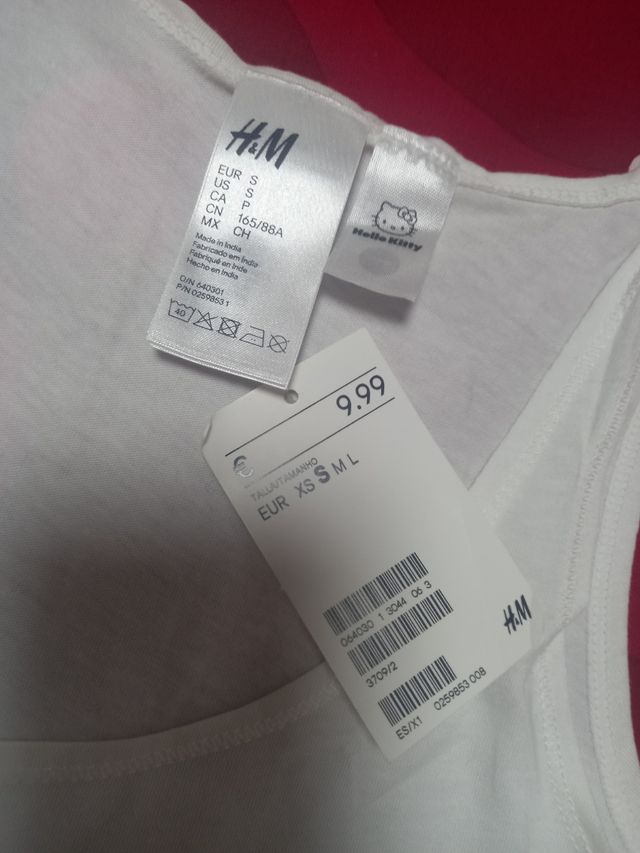 H&M
EUR S
US S
CA P
CN 165/88A
MX CH
Made in India
Fabricado em Índia
Fabriqué en Inde
Hecho en India
O/N 640301
P/N 0259853 1
40
Hello Kitty
9.99
€
TALLA/TAMANHO
EUR XS S M L
064030 1 3044 06 3
3709/2
H&M
ES/X1 0259853 008